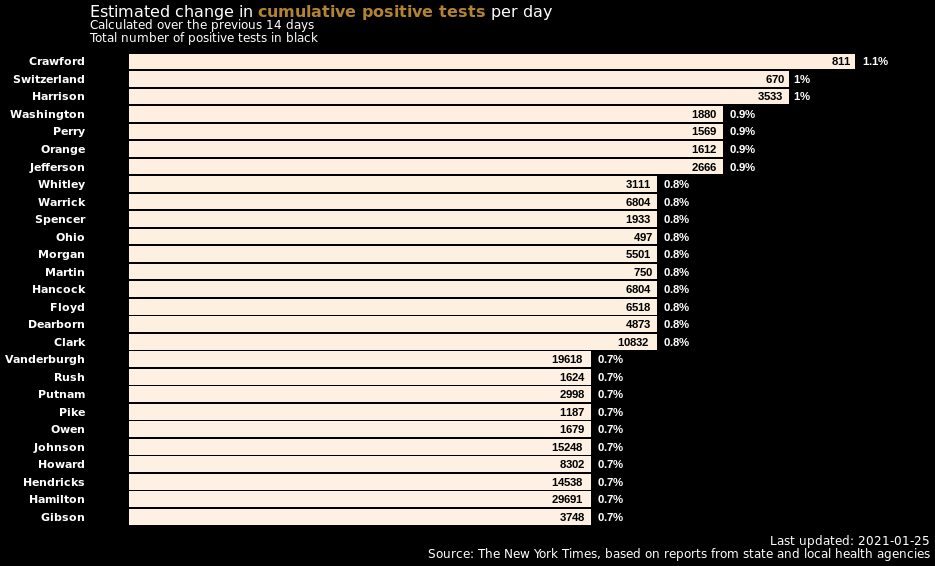 Estimated change in cumulative positive tests per day
Calculated over the previous 14 days
Total number of positive tests in black
Crawford 811 1.1%
Switzerland 670 1%
Harrison 3533 1%
Washington 1880 0.9%
Perry 1569 0.9%
Orange 1612 0.9%
Jefferson 2666 0.9%
Whitley 3111 0.8%
Warrick 6804 0.8%
Spencer 1933 0.8%
Ohio 497 0.8%
Morgan 5501 0.8%
Martin 750 0.8%
Hancock 6804 0.8%
Floyd 6518 0.8%
Dearborn 4873 0.8%
Clark 10832 0.8%
Vanderburgh 19618 0.7%
Rush 1624 0.7%
Putnam 2998 0.7%
Pike 1187 0.7%
Owen 1679 0.7%
Johnson 15248 0.7%
Howard 8302 0.7%
Hendricks 14538 0.7%
Hamilton 29691 0.7%
Gibson 3748 0.7%
Last updated: 2021-01-25
Source: The New York Times, based on reports from state and local health agencies